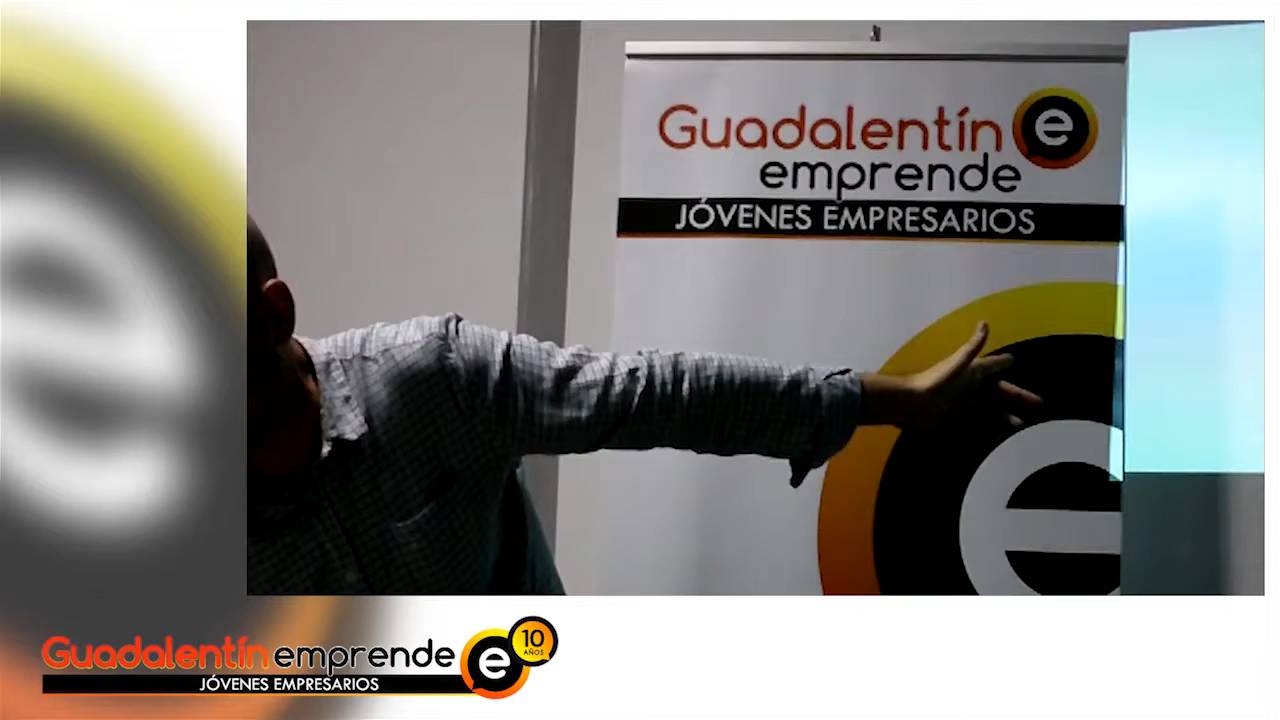 Guadalentín e
emprende
JÓVENES EMPRESARIOS
e
e
Guadalentín emprende e 10
AÑOS
JÓVENES EMPRESARIOS